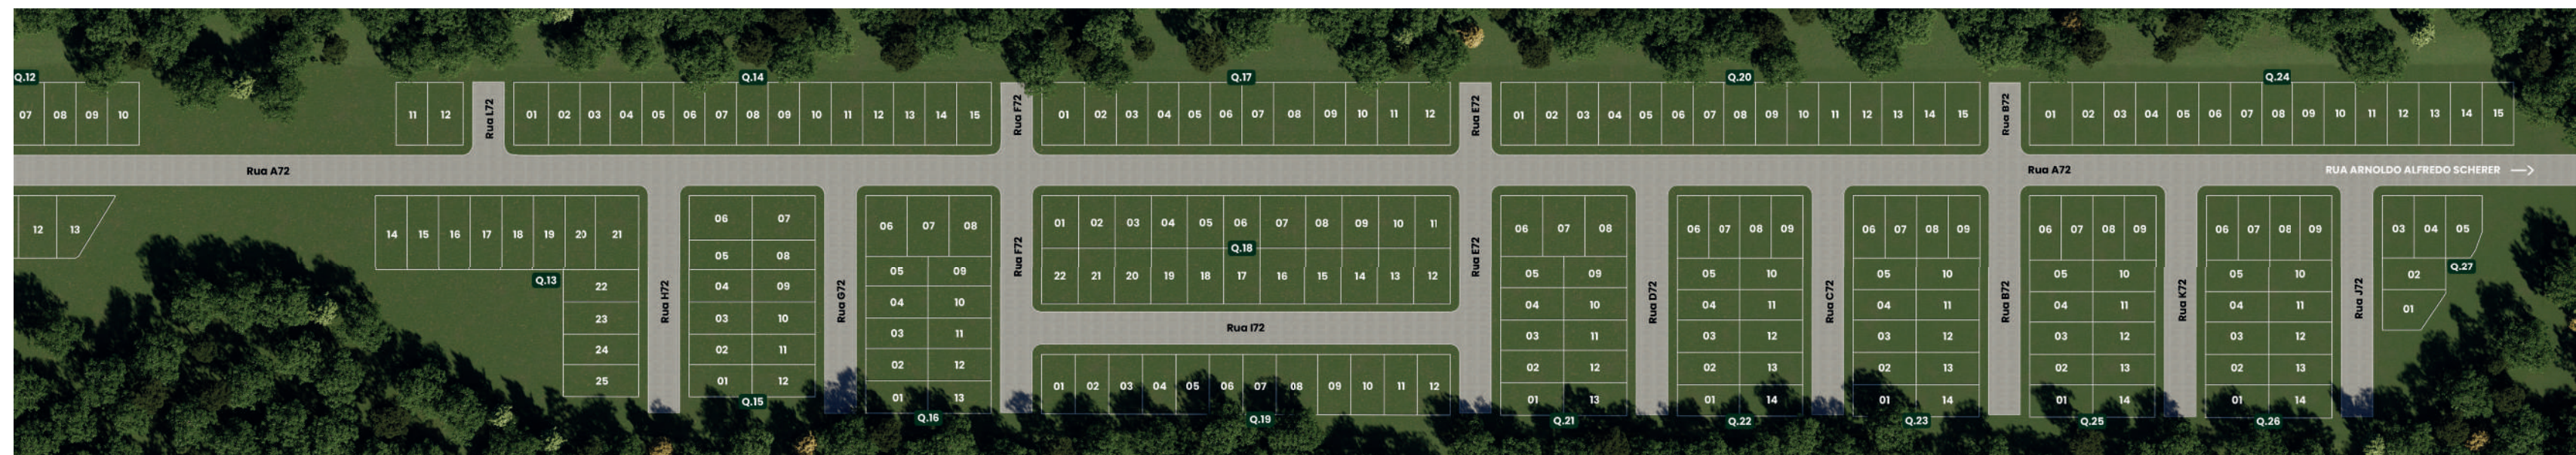 Q.12
07 08 09 10
11 12
Rua L72
Q.14
01 02 03 04 05 06 07 08 09 10 11 12 13 14 15
Rua F72
Q.17
01 02 03 04 05 06 07 08 09 10 11 12
Rua E72
Q.20
01 02 03 04 05 06 07 08 09 10 11 12 13 14 15
Rua B72
Q.24
01 02 03 04 05 06 07 08 09 10 11 12 13 14 15
Rua A72
Rua A72
RUA ARNOLDO ALFREDO SCHERER
12 13
14 15 16 17 18 19 20 21
Q.13
22
23
24
25
Rua H72
06 07
05 08
04 09
03 10
02 11
01 12
Q.15
Rua G72
06 07 08
05 09
04 10
03 11
02 12
01 13
Q.16
Rua F72
01 02 03 04 05 06 07 08 09 10 11
Q.18
22 21 20 19 18 17 16 15 14 13 12
Rua I72
01 02 03 04 05 06 07 08 09 10 11 12
Q.19
Rua E72
06 07 08
05 09
04 10
03 11
02 12
01 13
Q.21
Rua D72
06 07 08 09
05 10
04 11
03 12
02 13
01 14
Q.22
Rua C72
06 07 08 09
05 10
04 11
03 12
02 13
01 14
Q.23
Rua B72
06 07 08 09
05 10
04 11
03 12
02 13
01 14
Q.25
Rua K72
06 07 08 09
05 10
04 11
03 12
02 13
01 14
Q.26
Rua J72
03 04 05
Q.27
02
01